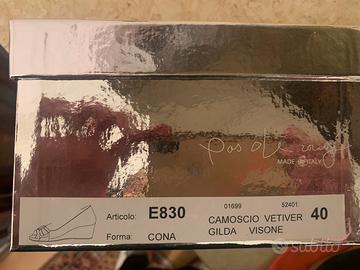 Pas de rouge
MADE IN ITALY
01699 52401
Articolo: E830 CAMOSCIO VETIVER 40
Forma: CONA GILDA VISONE
subito